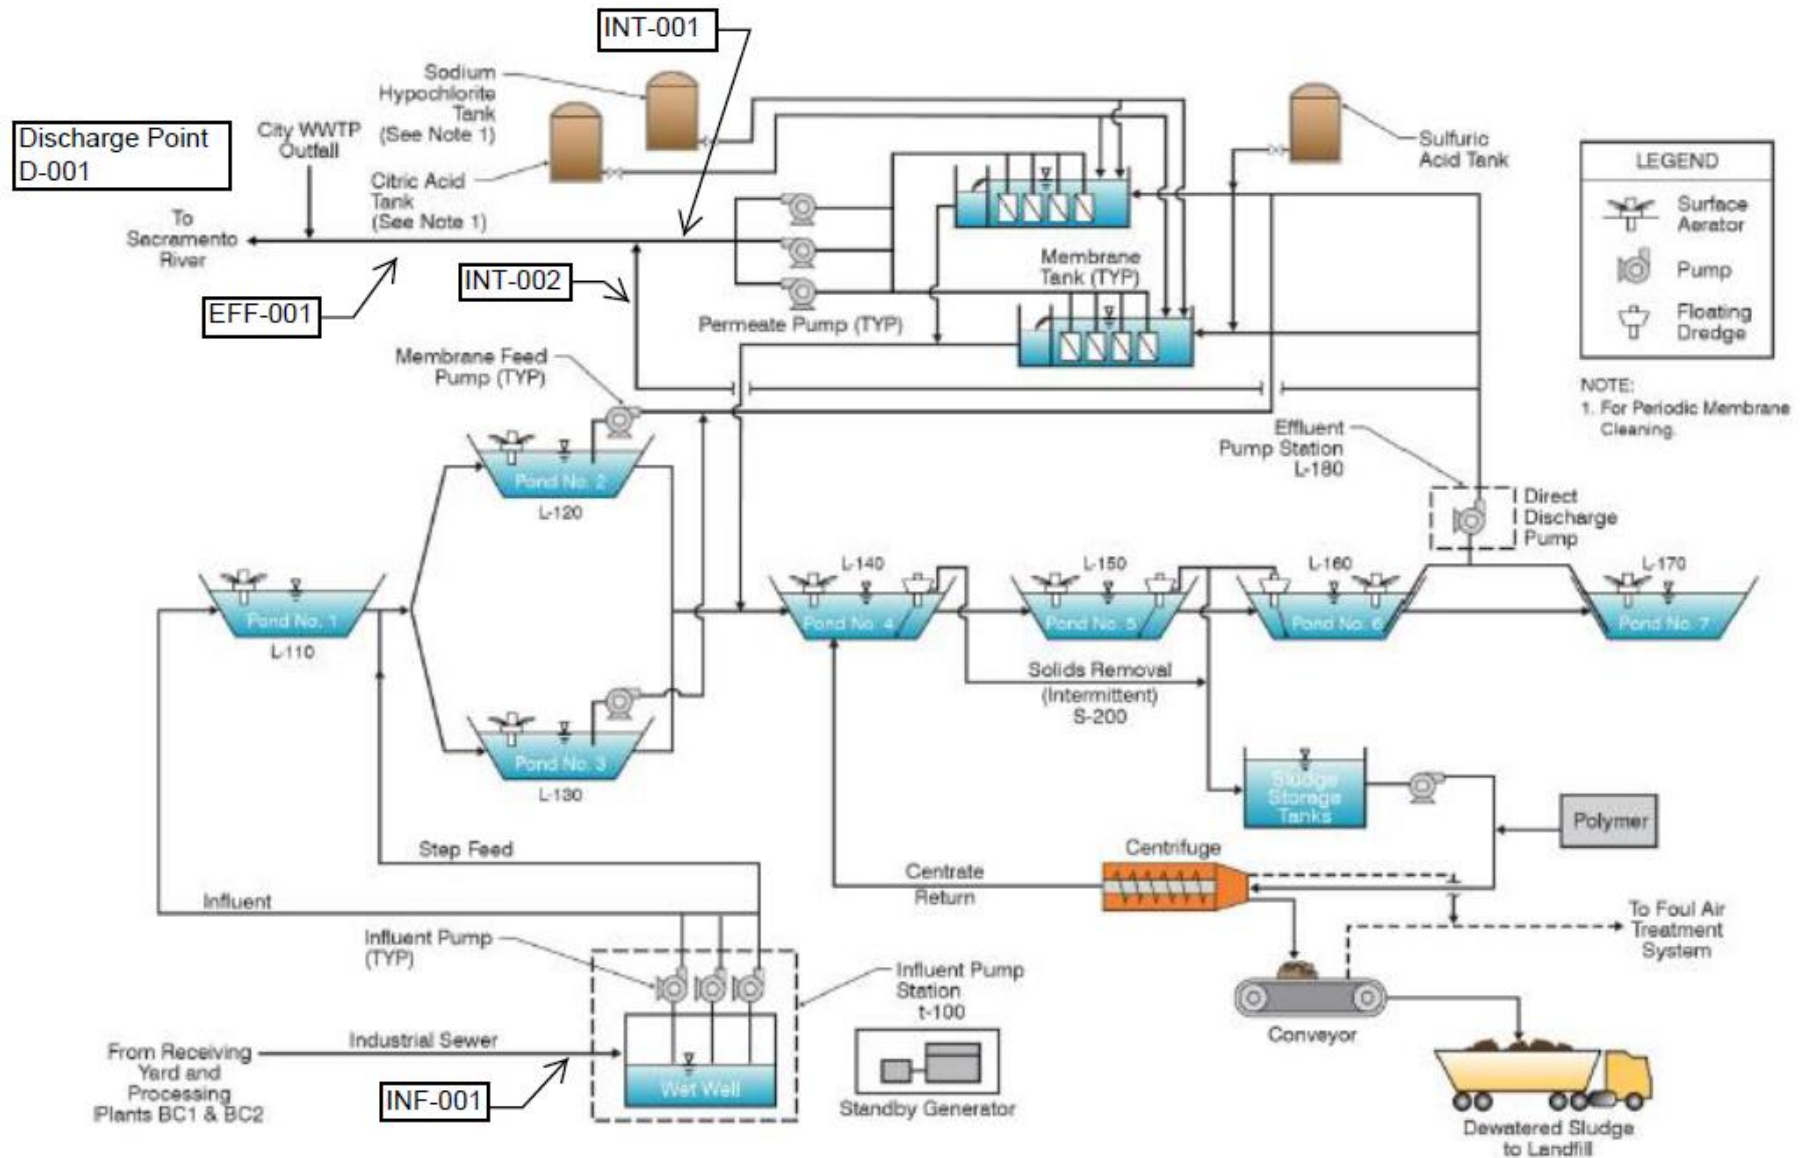 INT-001
Sodium
Hypochlorite
Tank
(See Note 1)
Discharge Point
D-001
City WWTP
Outfall
Citric Acid
Tank
(See Note 1)
Sulfuric
Acid Tank
LEGEND
Surface
Aerator
Pump
Floating
Dredge
To
Sacramento
River
INT-002
EFF-001
Membrane
Tank (TYP)
Permeate Pump (TYP)
Membrane Feed
Pump (TYP)
NOTE:
1. For Periodic Membrane
Cleaning.
Effluent
Pump Station
L-180
Direct
Discharge
Pump
Pond No. 2
L-120
Pond No. 1
L-110
L-140
Pond No. 4
L-150
Pond No. 5
L-160
Pond No. 6
L-170
Pond No. 7
Solids Removal
(Intermittent)
S-200
Pond No. 3
L-130
Sludge
Storage
Tanks
Polymer
Step Feed
Centrifuge
Centrate
Return
Influent
To Foul Air
Treatment
System
Influent Pump
(TYP)
Influent Pump
Station
t-100
Conveyor
Industrial Sewer
From Receiving
Yard and
Processing
Plants BC1 & BC2
INF-001
Wet Well
Standby Generator
Dewatered Sludge
to Landfill